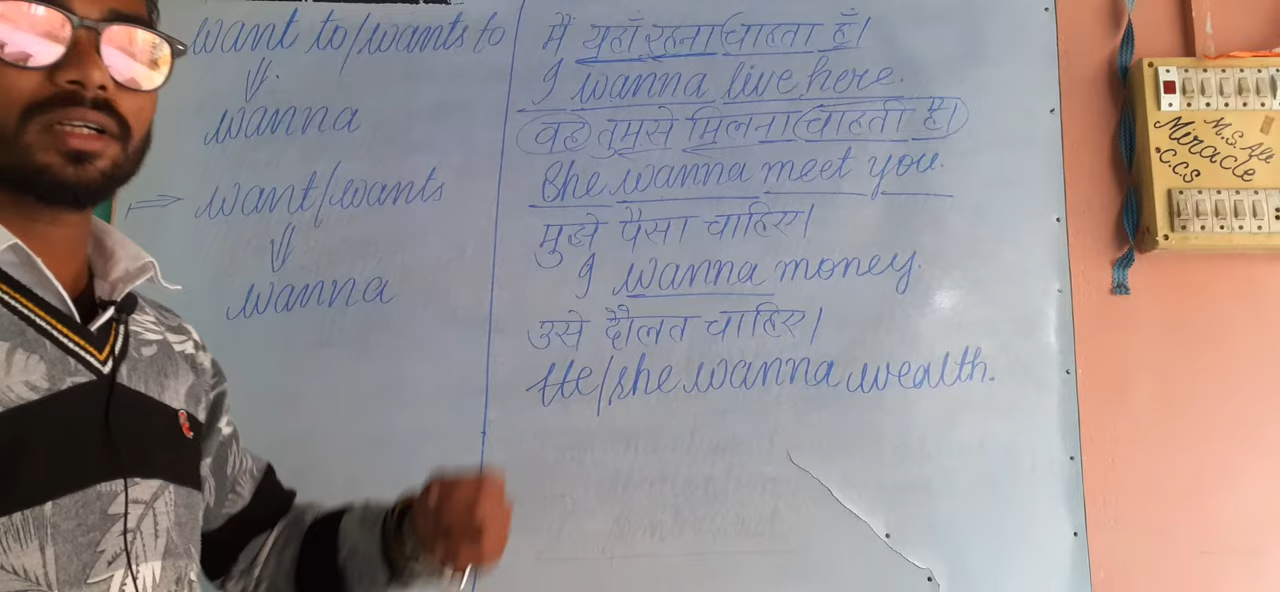 want to/wants to
⇓
wanna
⇒ want/wants
⇓
wanna
मैं यहाँ रहना चाहता हूँ।
I wanna live here.
वह तुमसे मिलना चाहती है।
She wanna meet you.
मुझे पैसा चाहिए।
I wanna money.
उसे दौलत चाहिए।
He/she wanna wealth.
M.S. Ali
Miracle
C.C.S